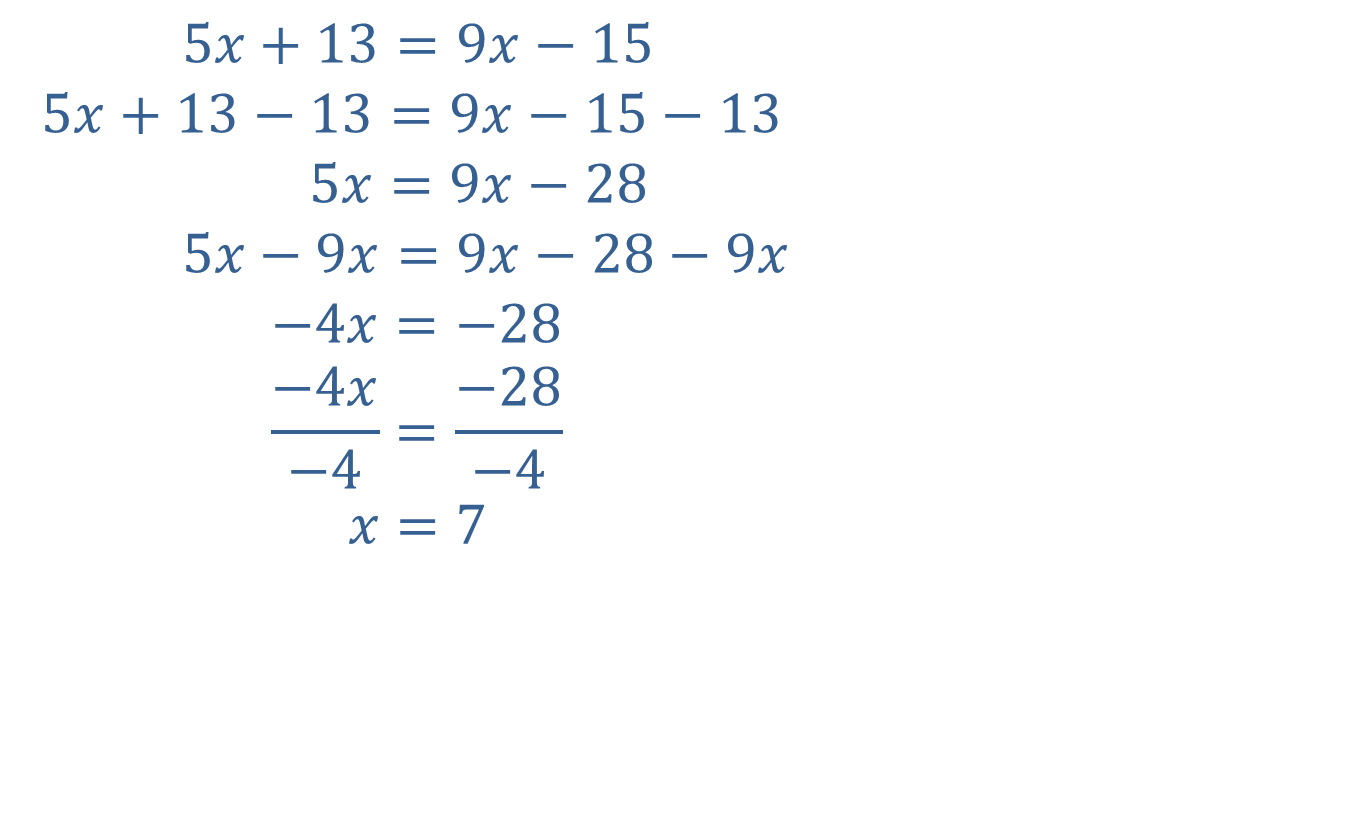 5x + 13 = 9x − 15
5x + 13 − 13 = 9x − 15 − 13
5x = 9x − 28
5x − 9x = 9x − 28 − 9x
−4x = −28
−4x/−4 = −28/−4
x = 7